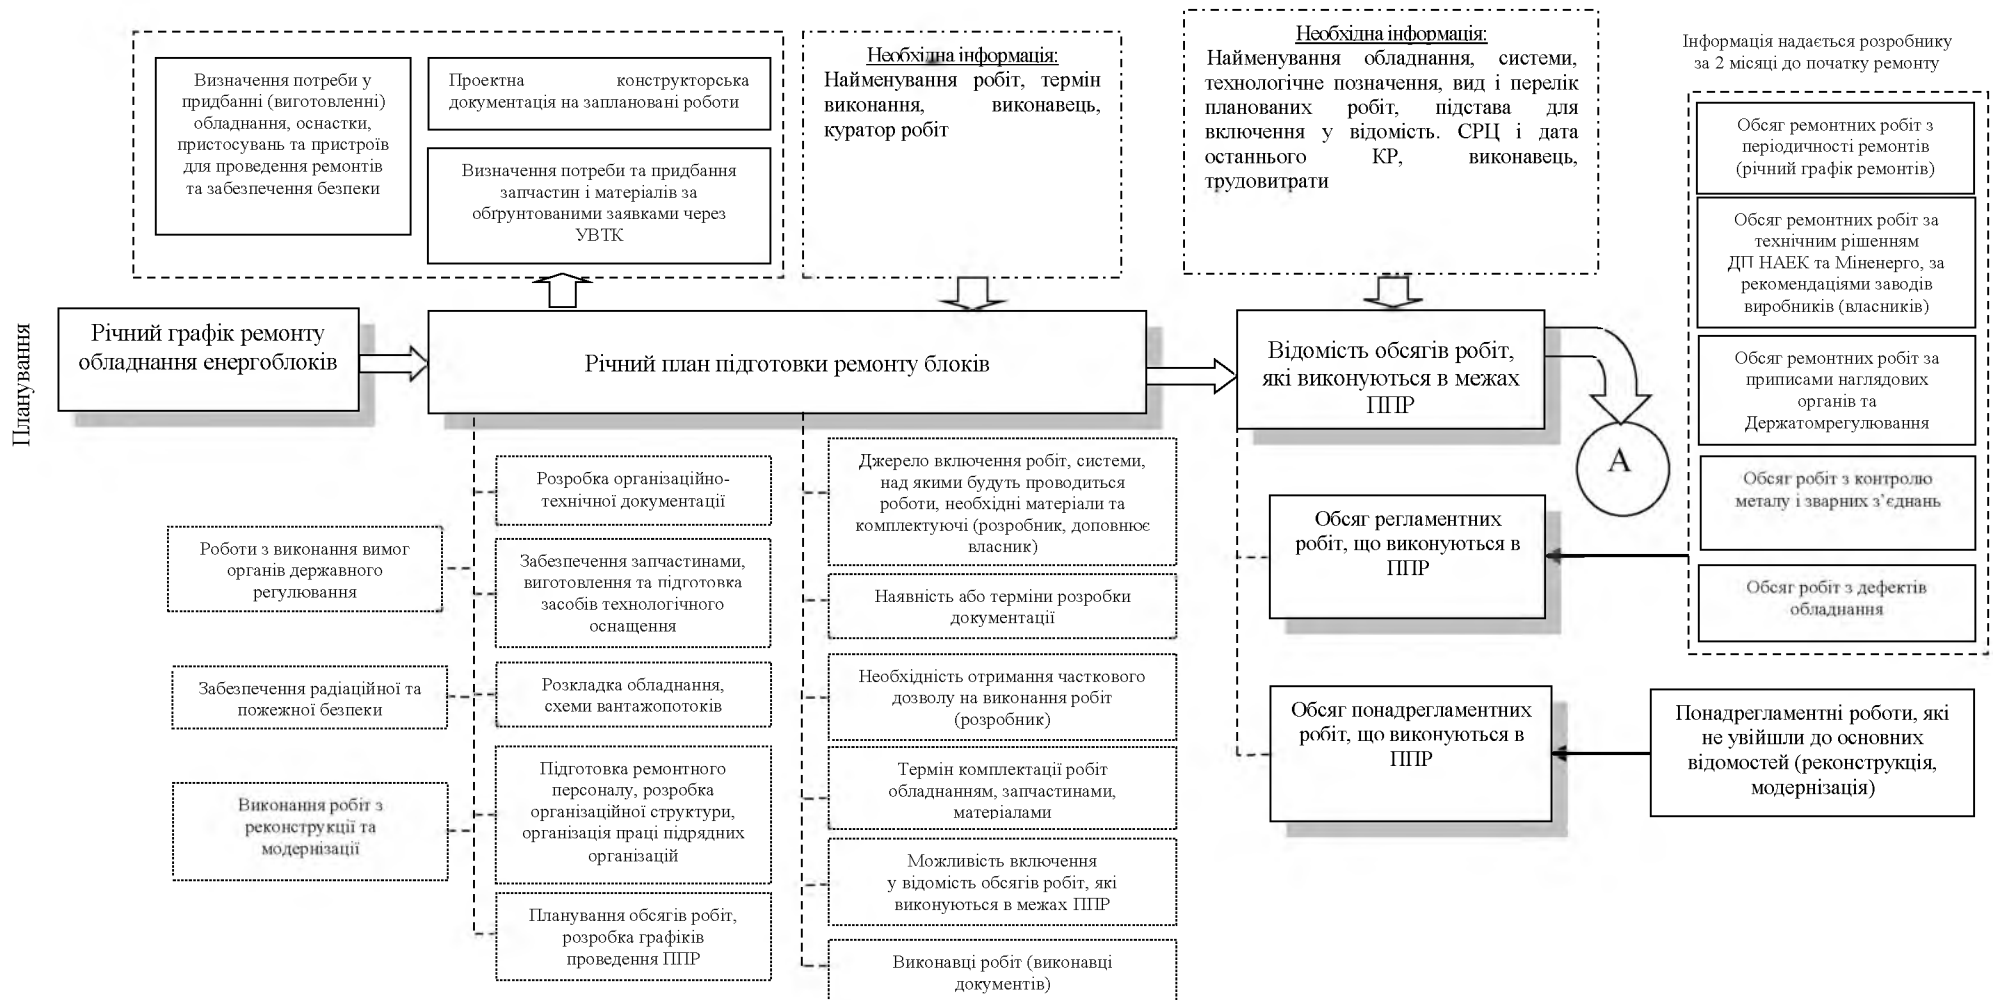 Планування
Визначення потреби у
придбанні (виготовленні)
обладнання, оснастки,
пристосувань та пристроїв
для проведення ремонтів
та забезпечення безпеки
Проектна конструкторська
документація на заплановані роботи
Визначення потреби та придбання
запчастин і матеріалів за
обґрунтованими заявками через
УВТК
Необхідна інформація:
Найменування робіт, термін
виконання, виконавець,
куратор робіт
Необхідна інформація:
Найменування обладнання, системи,
технологічне позначення, вид і перелік
планованих робіт, підстава для
включення у відомість. СРЦ і дата
останнього КР, виконавець,
трудовитрати
Інформація надається розробнику
за 2 місяці до початку ремонту
Обсяг ремонтних робіт з
періодичності ремонтів
(річний графік ремонтів)
Обсяг ремонтних робіт за
технічним рішенням
ДП НАЕК та Міненерго, за
рекомендаціями заводів
виробників (власників)
Обсяг ремонтних робіт за
приписами наглядових
органів та
Держатомрегулювання
Обсяг робіт з контролю
металу і зварних з’єднань
Обсяг робіт з дефектів
обладнання
Річний графік ремонту
обладнання енергоблоків
Річний план підготовки ремонту блоків
Відомість обсягів робіт,
які виконуються в межах
ППР
А
Роботи з виконання вимог
органів державного
регулювання
Забезпечення радіаційної та
пожежної безпеки
Виконання робіт з
реконструкції та
модернізації
Розробка організаційно-
технічної документації
Забезпечення запчастинами,
виготовлення та підготовка
засобів технологічного
оснащення
Розкладка обладнання,
схеми вантажопотоків
Підготовка ремонтного
персоналу, розробка
організаційної структури,
організація праці підрядних
організацій
Планування обсягів робіт,
розробка графіків
проведення ППР
Джерело включення робіт, системи,
над якими будуть проводиться
роботи, необхідні матеріали та
комплектуючі (розробник, доповнює
власник)
Наявність або терміни розробки
документації
Необхідність отримання часткового
дозволу на виконання робіт
(розробник)
Термін комплектації робіт
обладнанням, запчастинами,
матеріалами
Можливість включення
у відомість обсягів робіт, які
виконуються в межах ППР
Виконавці робіт (виконавці
документів)
Обсяг регламентних
робіт, що виконуються в
ППР
Обсяг понадрегламентних
робіт, що виконуються в
ППР
Понадрегламентні роботи, які
не увійшли до основних
відомостей (реконструкція,
модернізація)